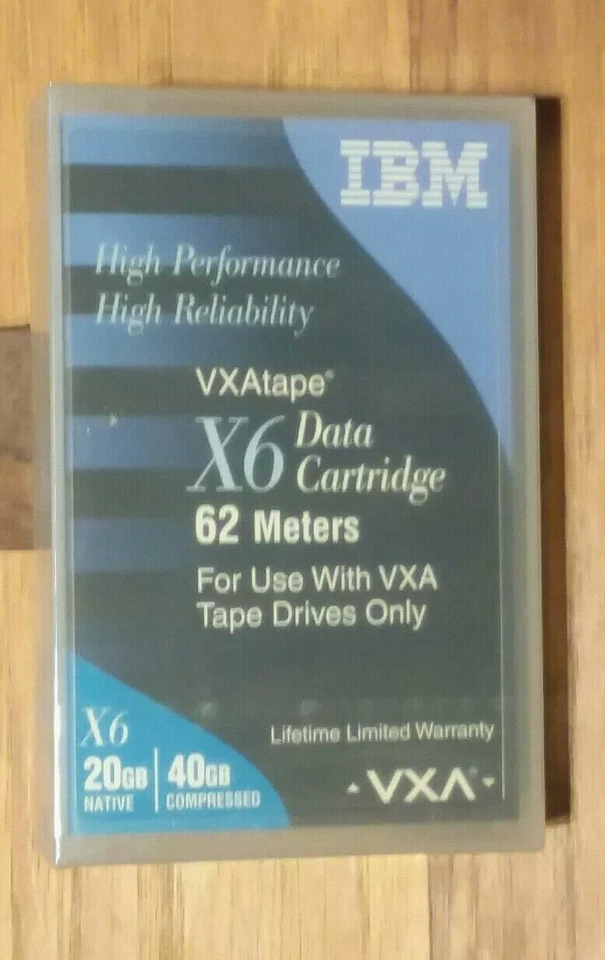 IBM
High Performance
High Reliability
VXAtape®
X6 Data
Cartridge
62 Meters
For Use With VXA
Tape Drives Only
X6
20GB | 40GB
NATIVE COMPRESSED
Lifetime Limited Warranty
VXA®